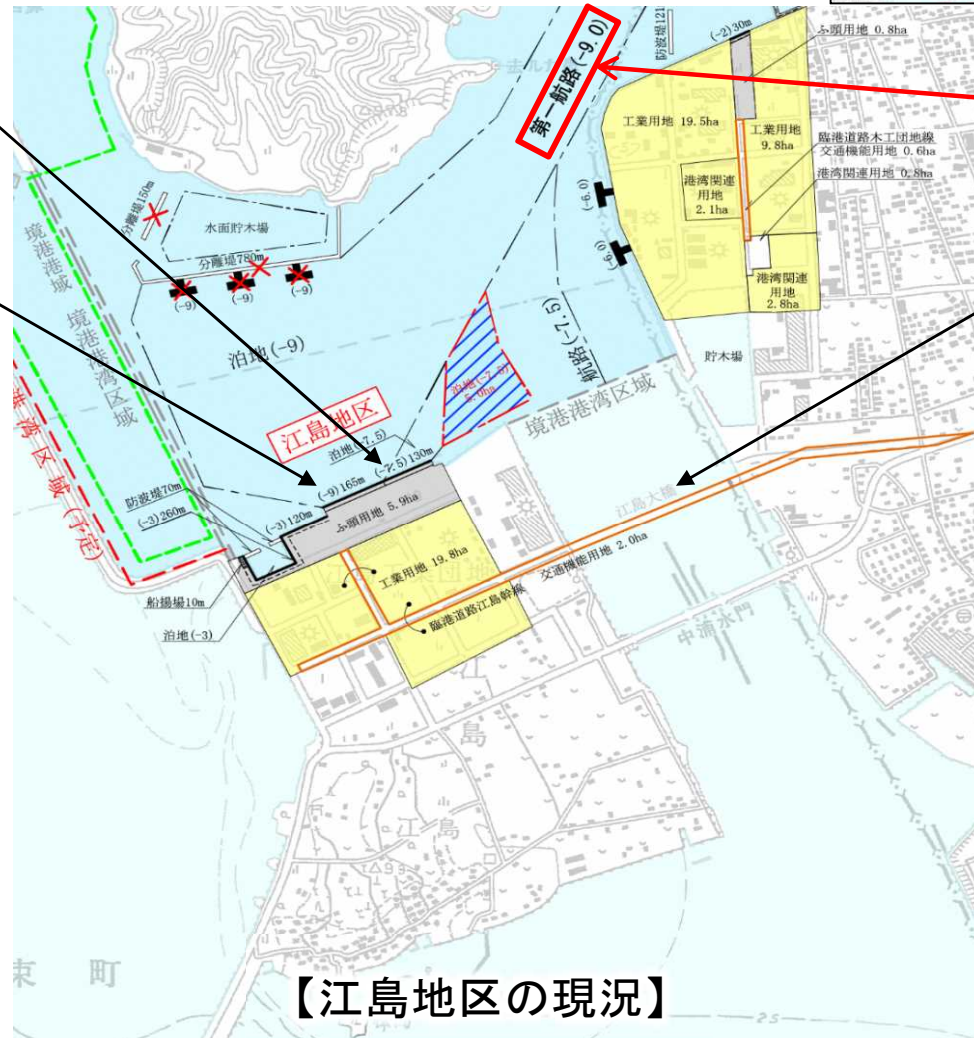 (-2)30m
ふ頭用地 0.8ha
防波堤121
第一航路(-9.0)
工業用地 19.5ha
工業用地
9.8ha
臨港道路木工団地線
交通機能用地 0.6ha
港湾関連用地 0.8ha
港湾関連
用地
2.1ha
港湾関連
用地
2.8ha
貯木場
(-6.0)
(-6.0)
分離堤150m
水面貯木場
分離堤780m
(-9)
(-9)
(-9)
境港港域
境港港湾区域
港湾区域(予定)
泊地(-9)
航路(-7.5)
泊地(-7.5)
5.0ha
境港港湾区域
江島地区
泊地(-7.5)
(-7.5)130m
(-9)165m
防波堤70m
(-3)260m
(-3)120m
ふ頭用地 5.9ha
船揚場10m
泊地(-3)
工業用地 19.8ha
臨港道路江島幹線
交通機能用地 2.0ha
江島大橋
中浦水門
島
江島
束町
25
【江島地区の現況】